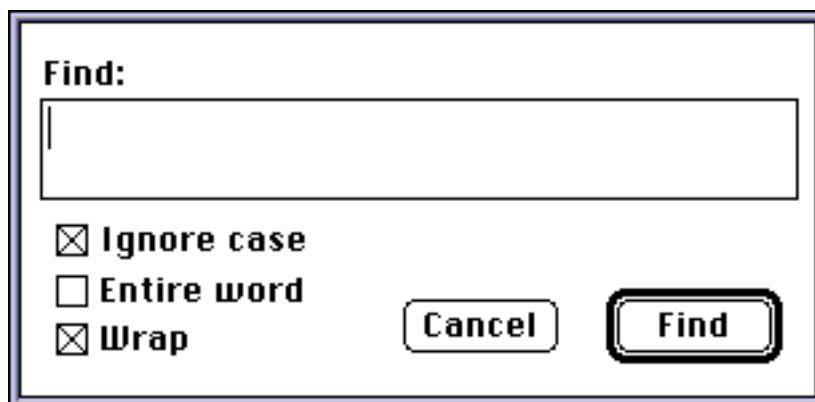 Find:
Ignore case
Entire word
Wrap
Cancel
Find